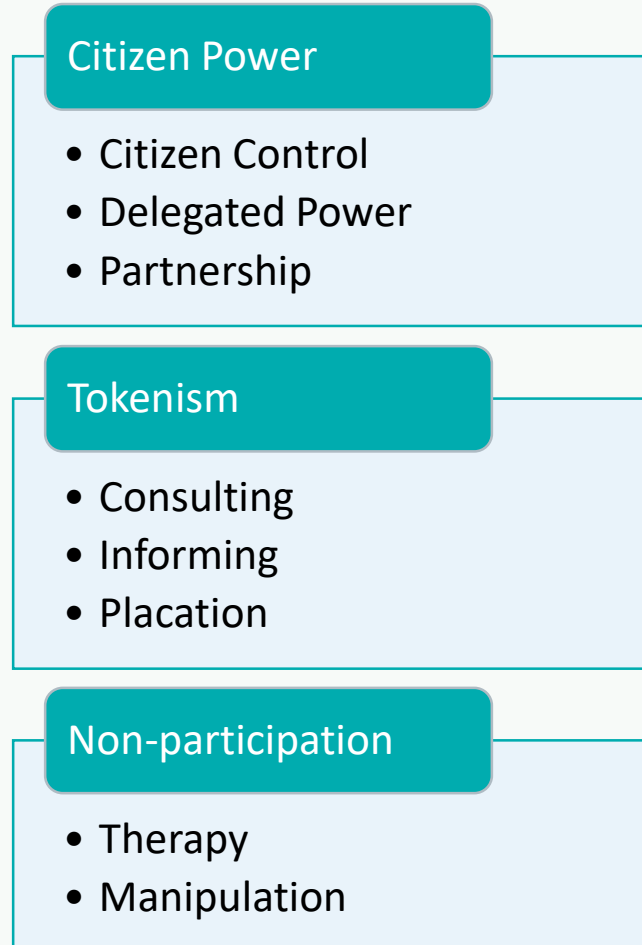 Citizen Power
• Citizen Control
• Delegated Power
• Partnership
Tokenism
• Consulting
• Informing
• Placation
Non-participation
• Therapy
• Manipulation